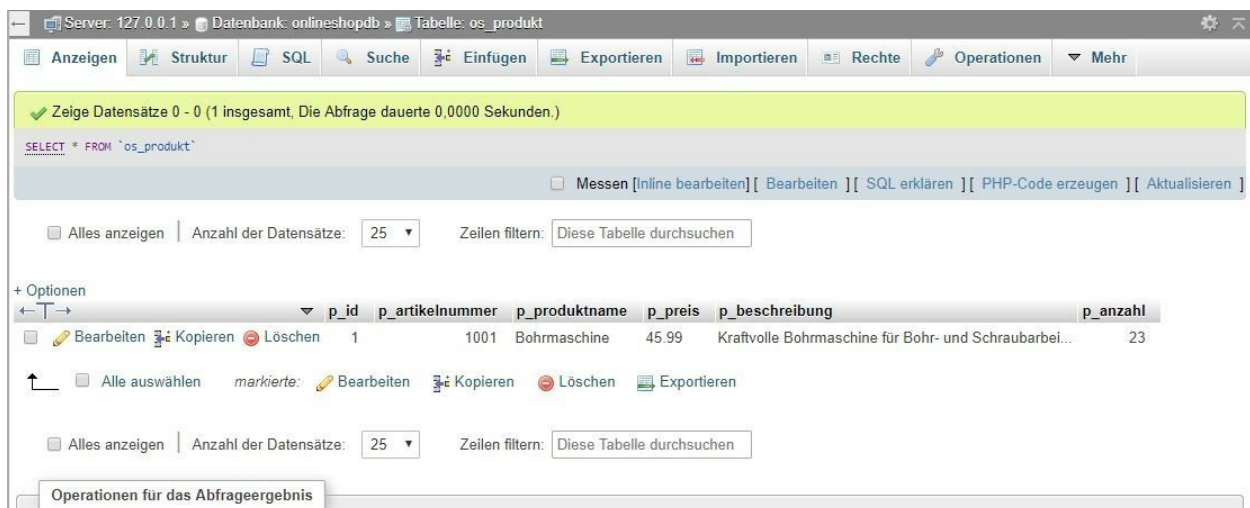 Server: 127.0.0.1 » Datenbank: onlineshopdb » Tabelle: os_produkt
Anzeigen Struktur SQL Suche Einfügen Exportieren Importieren Rechte Operationen Mehr
Zeige Datensätze 0 - 0 (1 insgesamt, Die Abfrage dauerte 0,0000 Sekunden.)
SELECT * FROM `os_produkt`
Messen [Inline bearbeiten] [ Bearbeiten ] [ SQL erklären ] [ PHP-Code erzeugen ] [ Aktualisieren ]
Alles anzeigen | Anzahl der Datensätze: 25 Zeilen filtern: Diese Tabelle durchsuchen
+ Optionen
p_id p_artikelnummer p_produktname p_preis p_beschreibung p_anzahl
Bearbeiten Kopieren Löschen 1 1001 Bohrmaschine 45.99 Kraftvolle Bohrmaschine für Bohr- und Schraubarbei... 23
Alle auswählen markierte: Bearbeiten Kopieren Löschen Exportieren
Alles anzeigen | Anzahl der Datensätze: 25 Zeilen filtern: Diese Tabelle durchsuchen
Operationen für das Abfrageergebnis